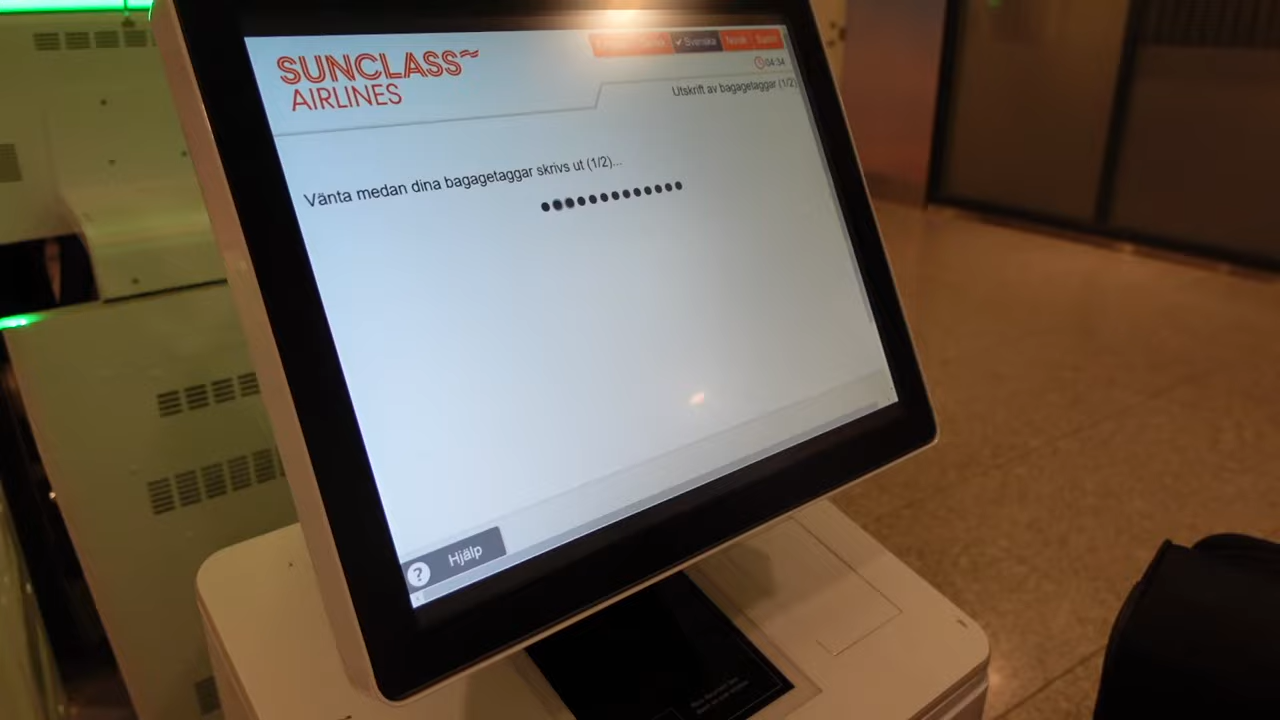 SUNCLASS
AIRLINES
✓ Svenska
Norsk
Suomi
04:34
Utskrift av bagagetaggar (1/2)
Vänta medan dina bagagetaggar skrivs ut (1/2)...
? Hjälp